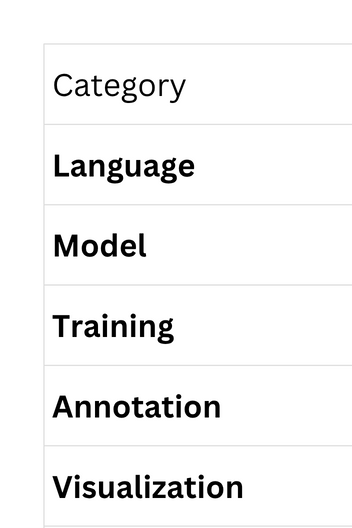 Category
Language
Model
Training
Annotation
Visualization